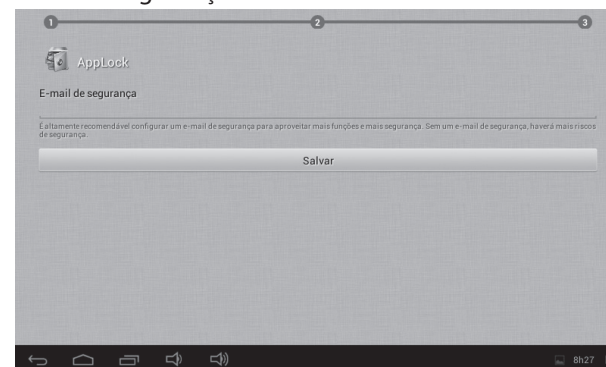 1 2 3
AppLock
E-mail de segurança
É altamente recomendável configurar um e-mail de segurança para aproveitar mais funções e mais segurança. Sem um e-mail de segurança, haverá mais riscos
de segurança.
Salvar
8h27